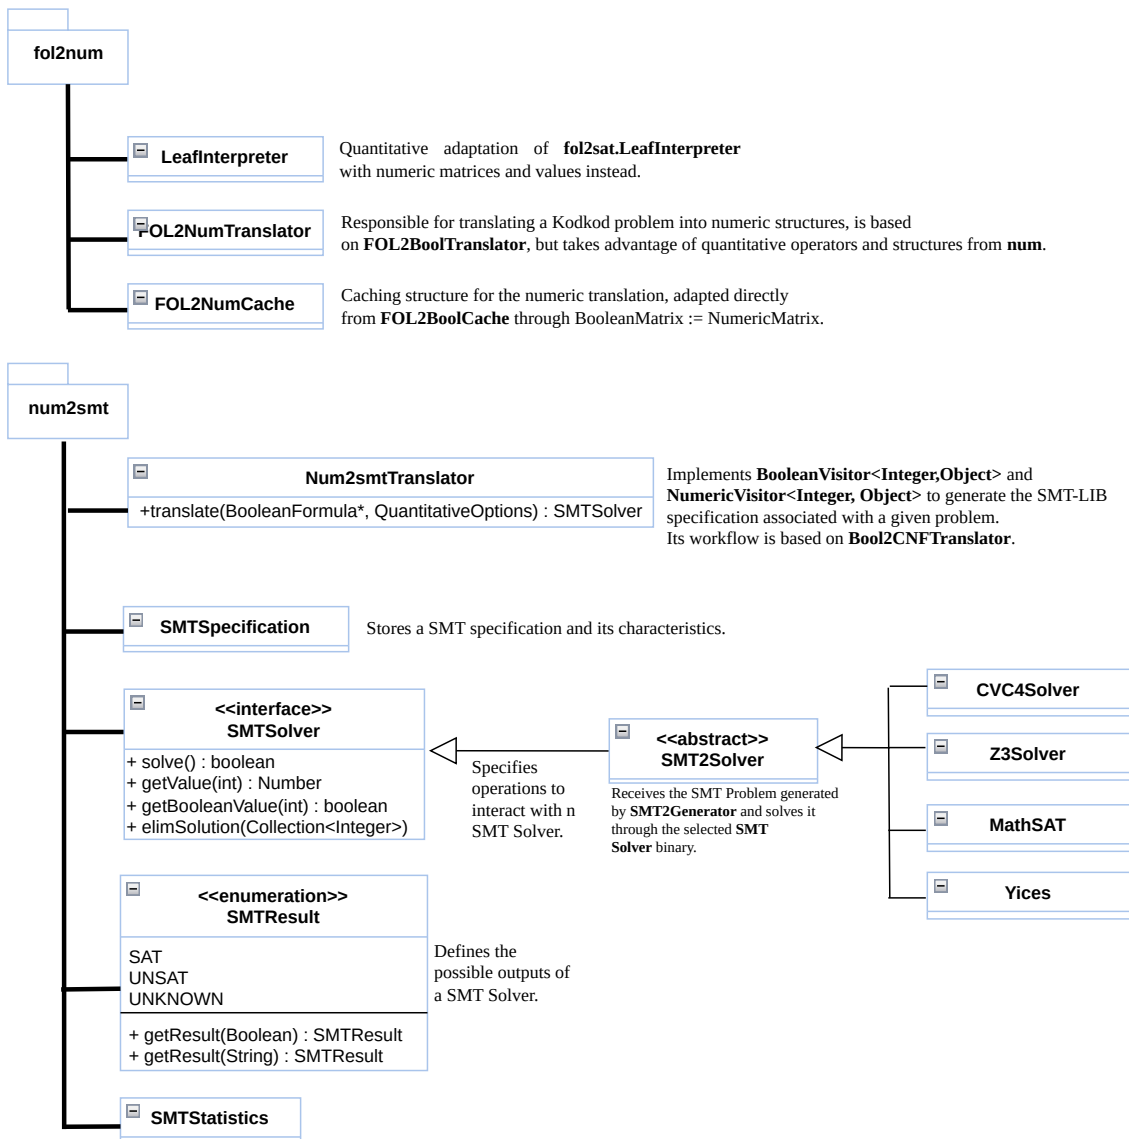 fol2num
LeafInterpreter
Quantitative adaptation of fol2sat.LeafInterpreter
with numeric matrices and values instead.
FOL2NumTranslator
Responsible for translating a Kodkod problem into numeric structures, is based
on FOL2BoolTranslator, but takes advantage of quantitative operators and structures from num.
FOL2NumCache
Caching structure for the numeric translation, adapted directly
from FOL2BoolCache through BooleanMatrix := NumericMatrix.
num2smt
Num2smtTranslator
+translate(BooleanFormula*, QuantitativeOptions) : SMTSolver
Implements BooleanVisitor<Integer,Object> and
NumericVisitor<Integer, Object> to generate the SMT-LIB
specification associated with a given problem.
Its workflow is based on Bool2CNFTranslator.
SMTSpecification
Stores a SMT specification and its characteristics.
<<interface>>
SMTSolver
+ solve() : boolean
+ getValue(int) : Number
+ getBooleanValue(int) : boolean
+ elimSolution(Collection<Integer>)
Specifies
operations to
interact with n
SMT Solver.
<<abstract>>
SMT2Solver
Receives the SMT Problem generated
by SMT2Generator and solves it
through the selected SMT
Solver binary.
CVC4Solver
Z3Solver
MathSAT
Yices
<<enumeration>>
SMTResult
SAT
UNSAT
UNKNOWN
+ getResult(Boolean) : SMTResult
+ getResult(String) : SMTResult
Defines the
possible outputs of
a SMT Solver.
SMTStatistics